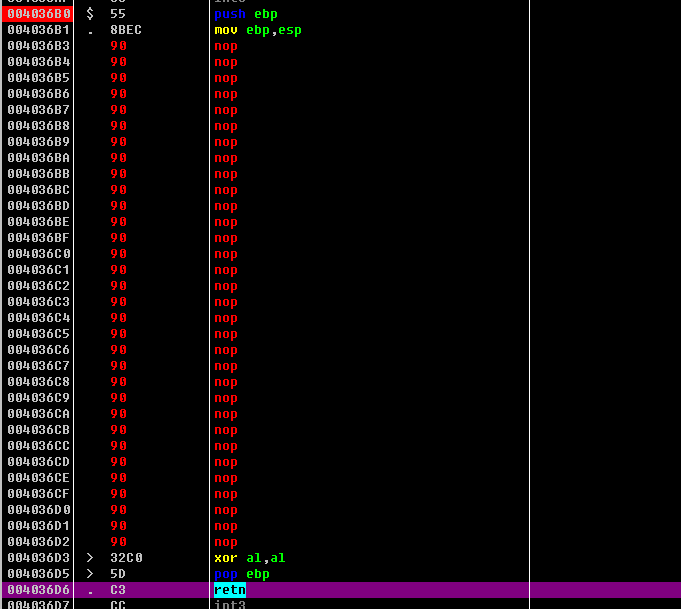 004036B0 $ 55 push ebp
004036B1 . 8BEC mov ebp,esp
004036B3 90 nop
004036B4 90 nop
004036B5 90 nop
004036B6 90 nop
004036B7 90 nop
004036B8 90 nop
004036B9 90 nop
004036BA 90 nop
004036BB 90 nop
004036BC 90 nop
004036BD 90 nop
004036BE 90 nop
004036BF 90 nop
004036C0 90 nop
004036C1 90 nop
004036C2 90 nop
004036C3 90 nop
004036C4 90 nop
004036C5 90 nop
004036C6 90 nop
004036C7 90 nop
004036C8 90 nop
004036C9 90 nop
004036CA 90 nop
004036CB 90 nop
004036CC 90 nop
004036CD 90 nop
004036CE 90 nop
004036CF 90 nop
004036D0 90 nop
004036D1 90 nop
004036D2 90 nop
004036D3 > 32C0 xor al,al
004036D5 > 5D pop ebp
004036D6 . C3 retn
004036D7 CC int3